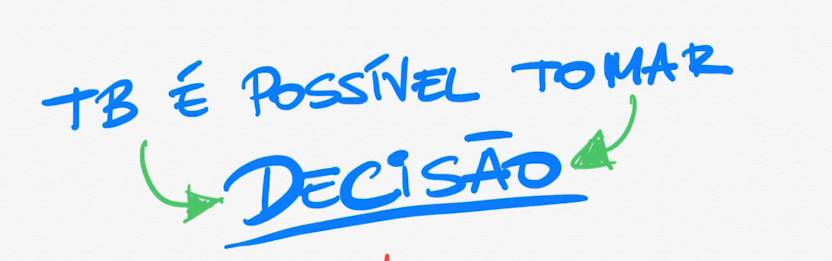 TB É POSSÍVEL TOMAR
DECISÃO